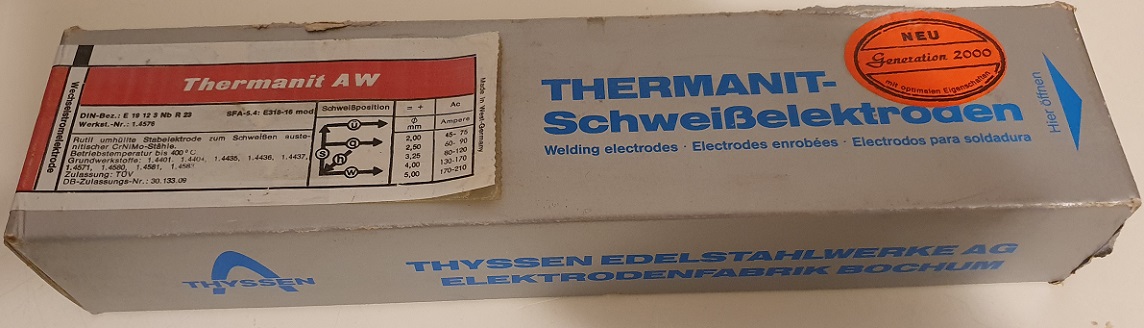 Wechselstromelektrode
Thermanit AW
DIN-Bez.: E 19 12 3 Nb R 23 SFA-5.4: E318-16 mod
Werkst.-Nr.: 1.4576
Rutil umhüllte Stabelektrode zum Schweißen auste-
nitischer CrNiMo-Stähle.
Betriebstemperatur bis 400° C
Grundwerkstoffe: 1.4401, 1.4404, 1.4435, 1.4436, 1.4437,
1.4571, 1.4580, 1.4581, 1.4583
Zulassung: TÜV
DB-Zulassungs-Nr.: 30.133.09
Schweißposition
ü
q
s
h
w
= +
Ø
mm
2,00
2,50
3,25
4,00
5,00
Ac
Ampere
45- 75
60- 90
80-120
130-170
170-210
Made in West-Germany
THERMANIT-
Schweißelektroden
Welding electrodes · Electrodes enrobées · Electrodos para soldadura
NEU
Generation 2000
mit optimalen Eigenschaften
Hier öffnen
THYSSEN
THYSSEN EDELSTAHLWERKE AG
ELEKTRODENFABRIK BOCHUM